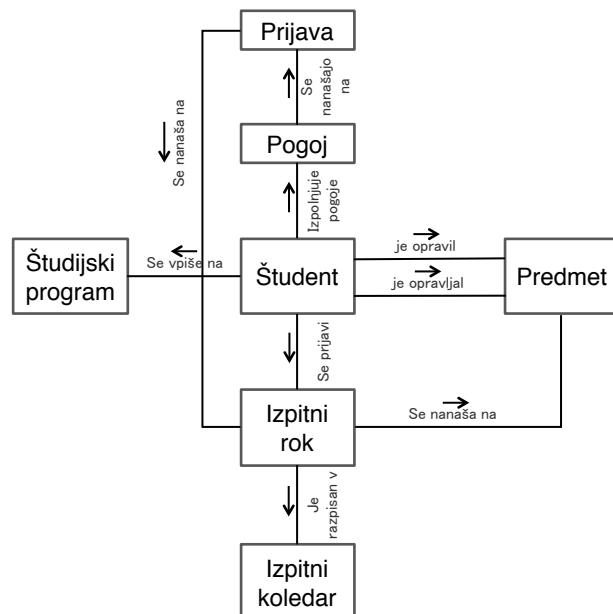 Prijava
Se
nanašajo
na
Se nanaša na
Pogoj
Izpolnjuje
pogoje
je opravil
Študijski
program
Se vpiše na
Študent
je opravljal
Predmet
Se prijavi
Izpitni
rok
Se nanaša na
Je
razpisan v
Izpitni
koledar